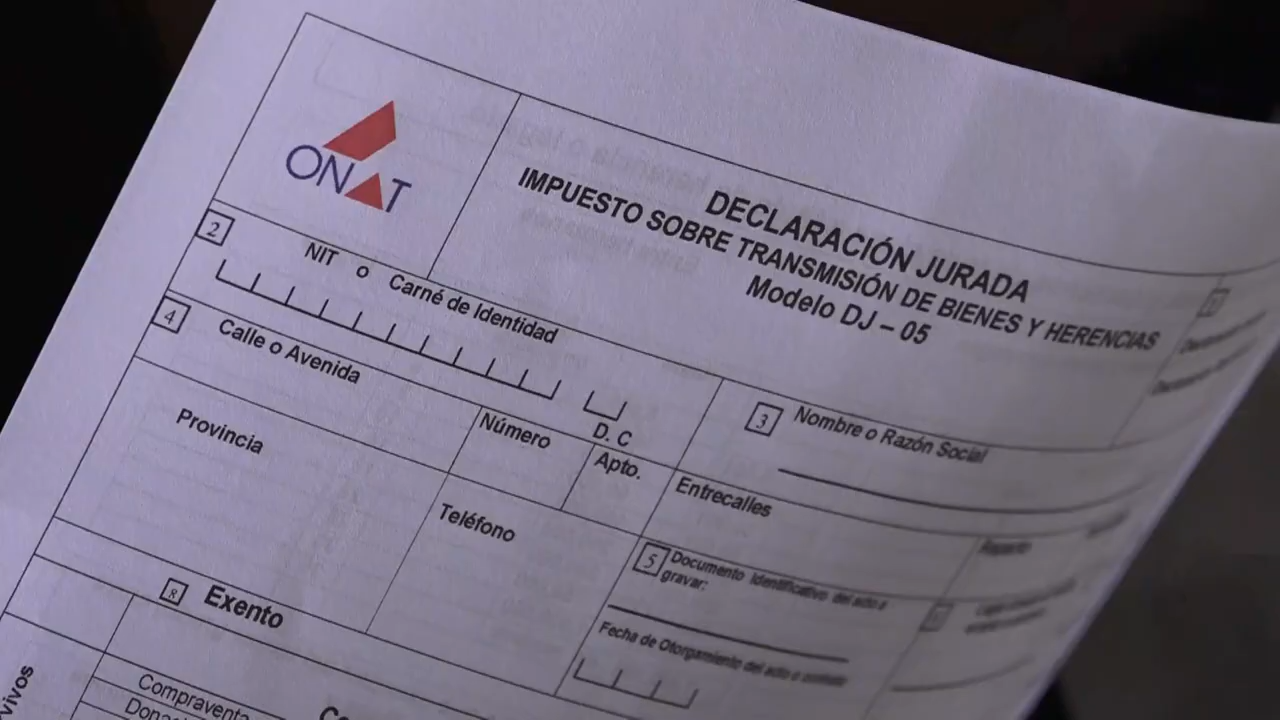 ONAT
DECLARACIÓN JURADA
IMPUESTO SOBRE TRANSMISIÓN DE BIENES Y HERENCIAS
Modelo DJ – 05
1
2
NIT o Carné de Identidad
D. C
3
Nombre o Razón Social
4
Calle o Avenida
Número
Apto.
Entrecalles
Reparto
Provincia
Teléfono
5
Documento Identificativo del acto a
gravar:
Fecha de Otorgamiento del acto o contrato
8
Exento
Compraventa
vivos